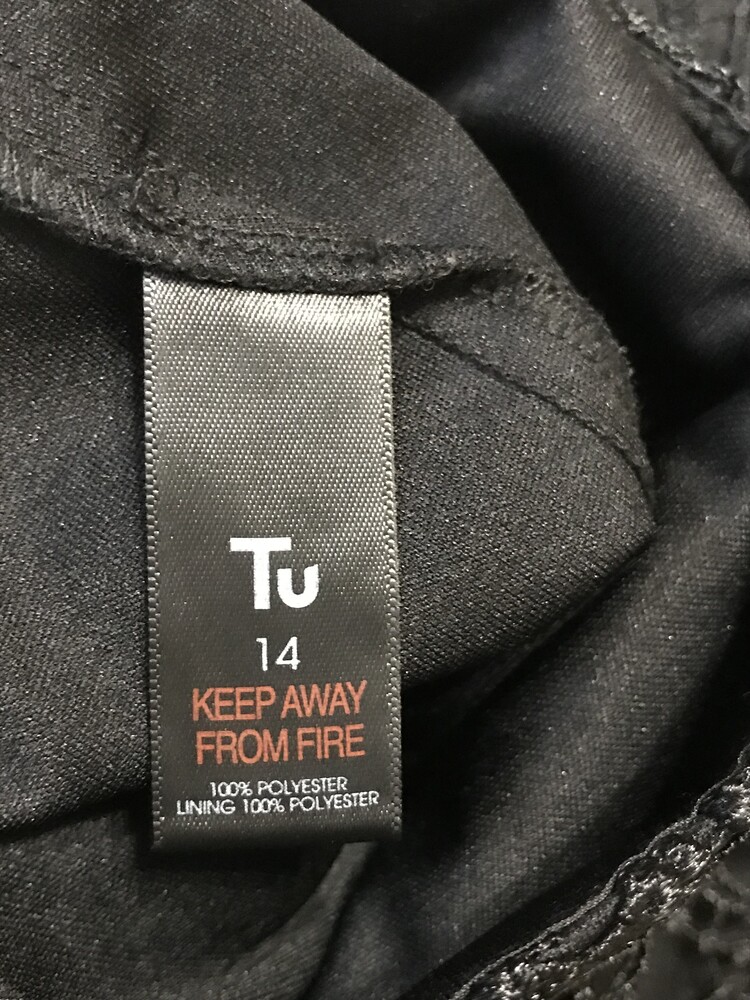 Tu
14
KEEP AWAY
FROM FIRE
100% POLYESTER
LINING 100% POLYESTER